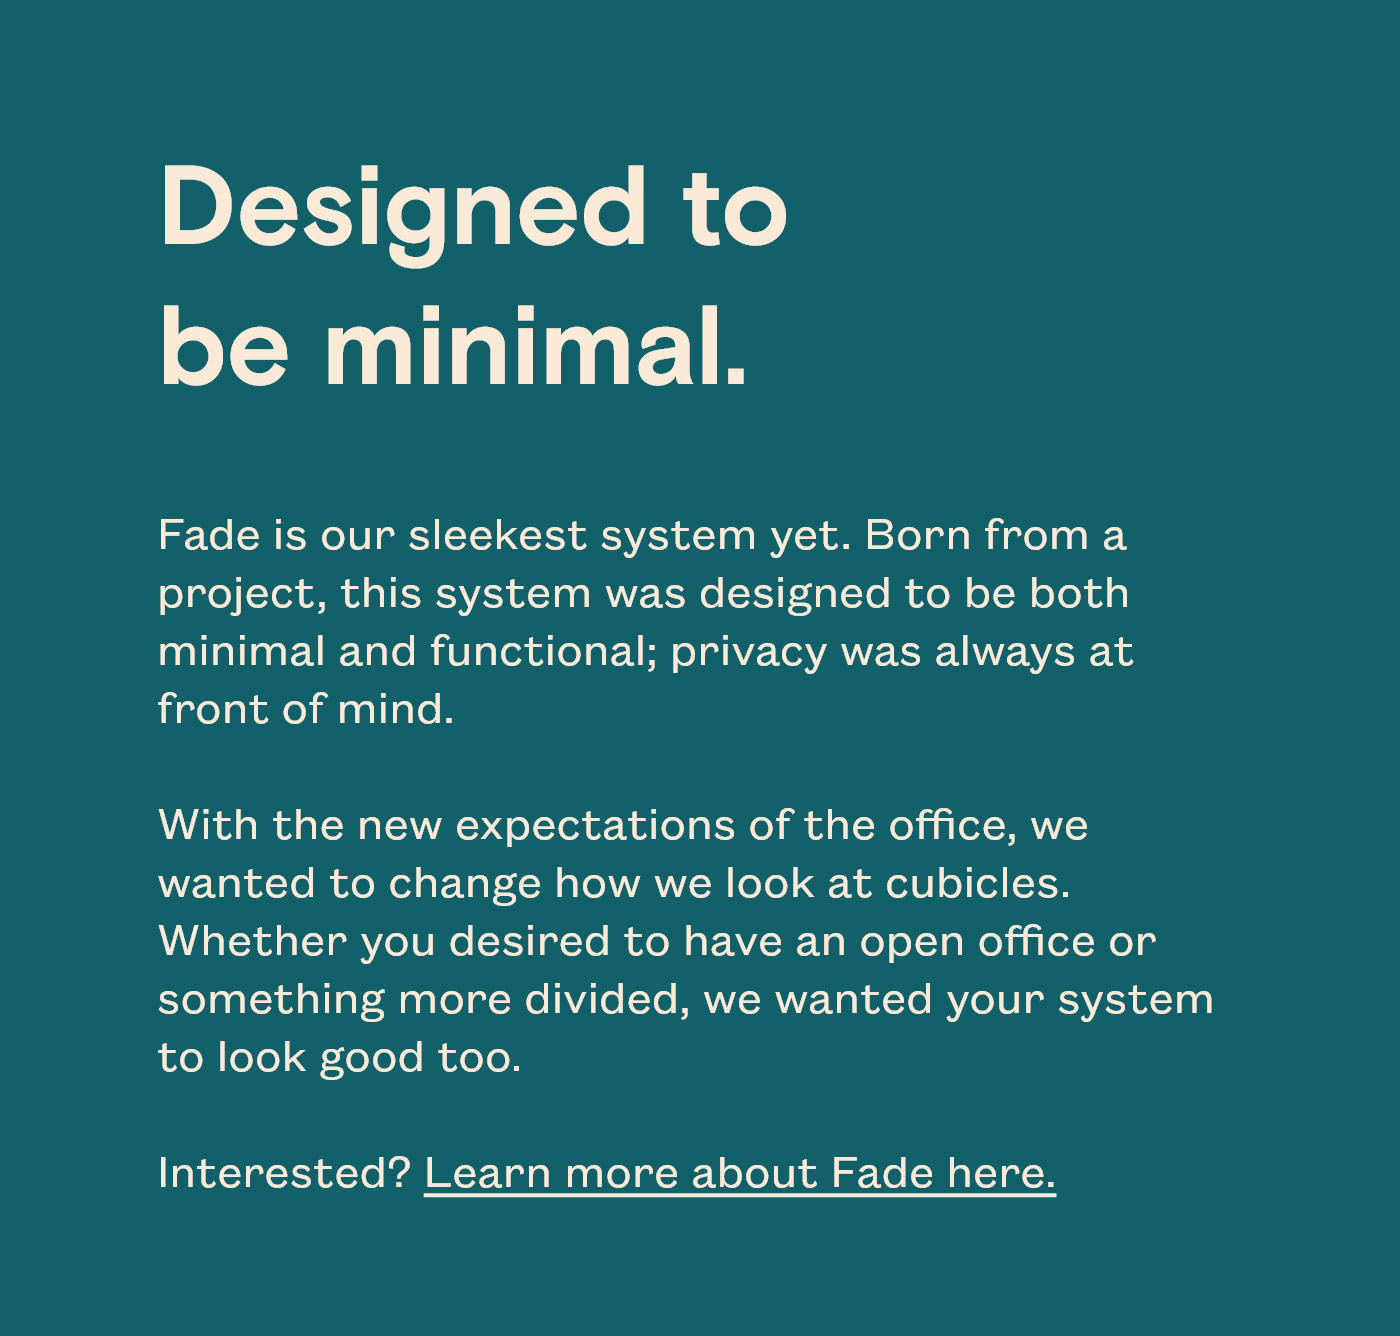 Designed to
be minimal.
Fade is our sleekest system yet. Born from a
project, this system was designed to be both
minimal and functional; privacy was always at
front of mind.
With the new expectations of the office, we
wanted to change how we look at cubicles.
Whether you desired to have an open office or
something more divided, we wanted your system
to look good too.
Interested? Learn more about Fade here.